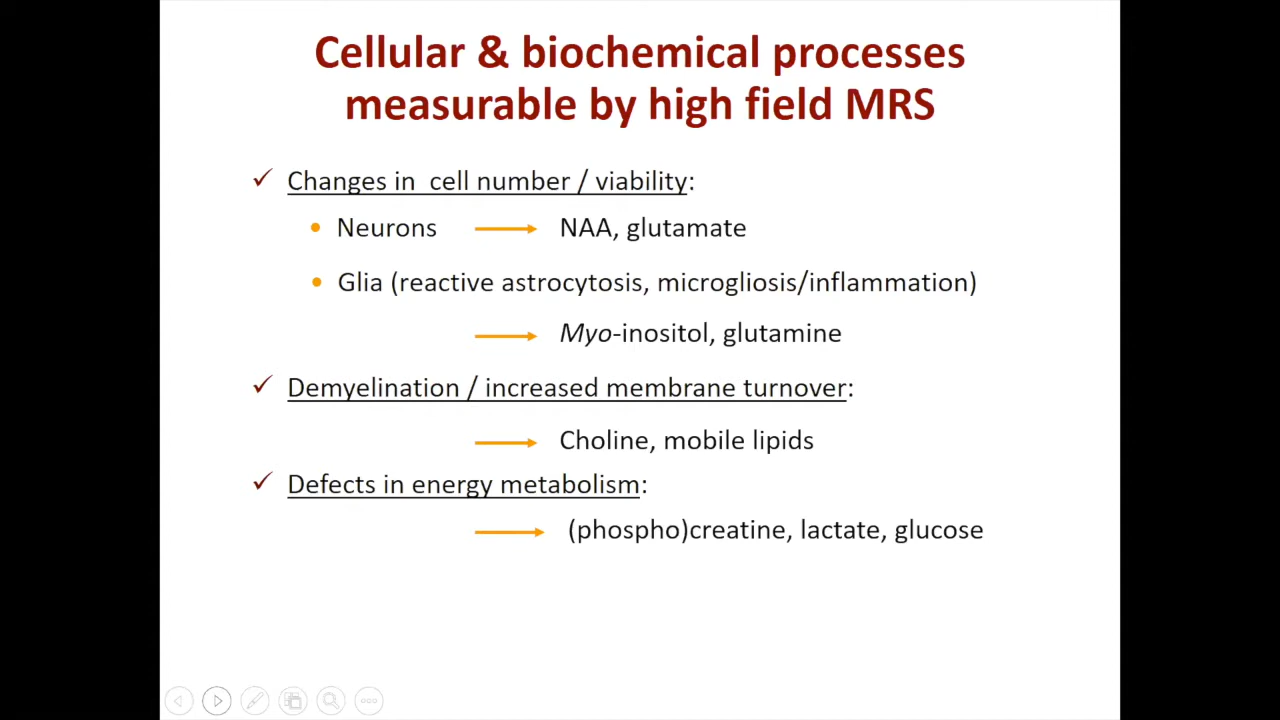 Cellular & biochemical processes
measurable by high field MRS
✓ Changes in cell number / viability:
• Neurons → NAA, glutamate
• Glia (reactive astrocytosis, microgliosis/inflammation)
→ Myo-inositol, glutamine
✓ Demyelination / increased membrane turnover:
→ Choline, mobile lipids
✓ Defects in energy metabolism:
→ (phospho)creatine, lactate, glucose